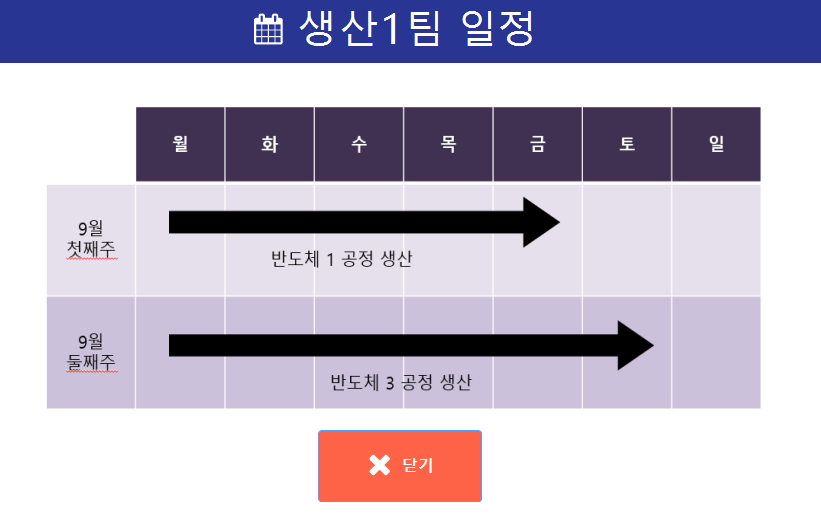 생산1팀 일정
월 화 수 목 금 토 일
9월
첫째주
반도체 1 공정 생산
9월
둘째주
반도체 3 공정 생산
닫기